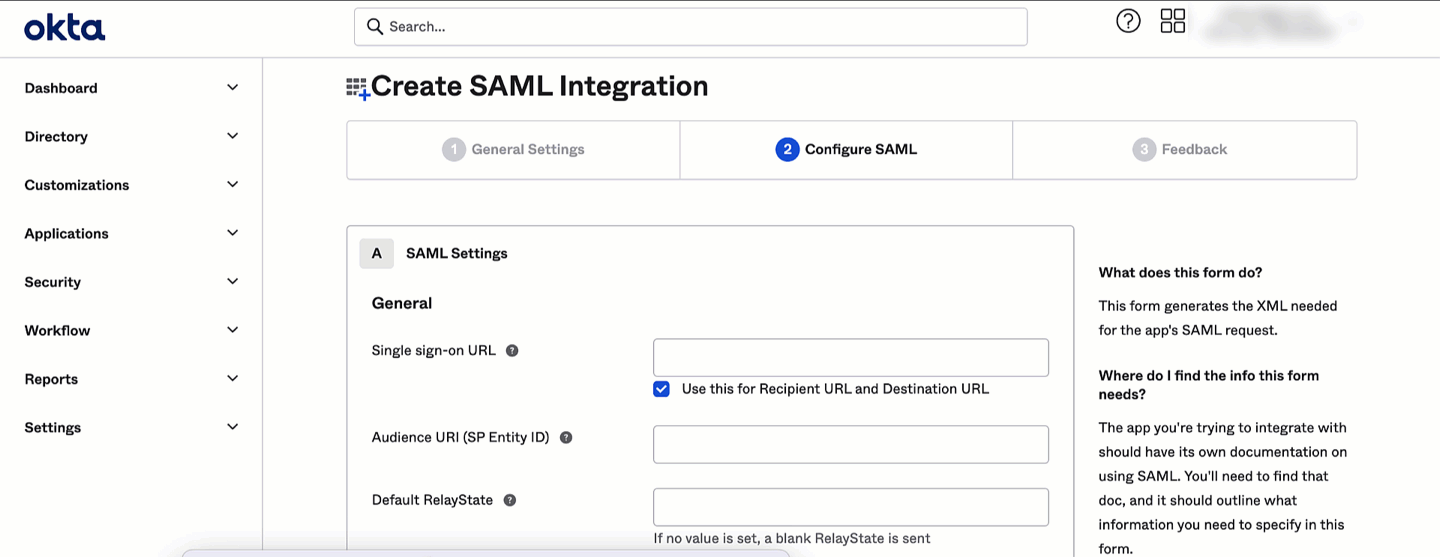 okta
Search...
Dashboard
Directory
Customizations
Applications
Security
Workflow
Reports
Settings
Create SAML Integration
1 General Settings
2 Configure SAML
3 Feedback
A SAML Settings
General
Single sign-on URL ?
Use this for Recipient URL and Destination URL
Audience URI (SP Entity ID) ?
Default RelayState ?
If no value is set, a blank RelayState is sent
What does this form do?
This form generates the XML needed
for the app's SAML request.
Where do I find the info this form
needs?
The app you're trying to integrate with
should have its own documentation on
using SAML. You'll need to find that
doc, and it should outline what
information you need to specify in this
form.